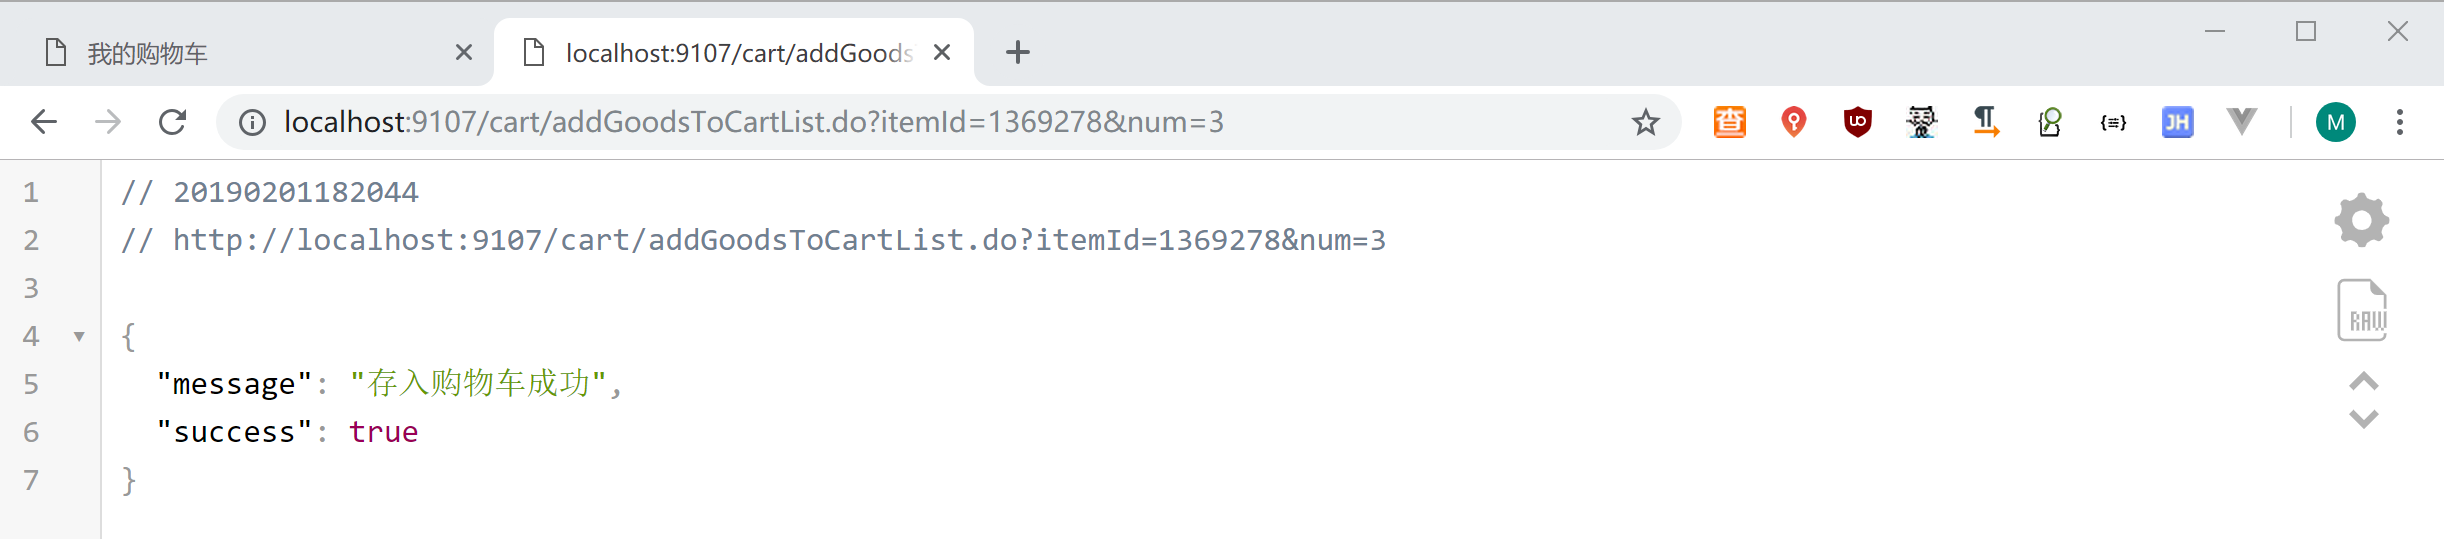 我的购物车
localhost:9107/cart/addGoods
localhost:9107/cart/addGoodsToCartList.do?itemId=1369278&num=3
查
UO
¶
{≡}
JH
M
1 // 20190201182044
2 // http://localhost:9107/cart/addGoodsToCartList.do?itemId=1369278&num=3
3
4 {
5 "message": "存入购物车成功",
6 "success": true
7 }
RAW